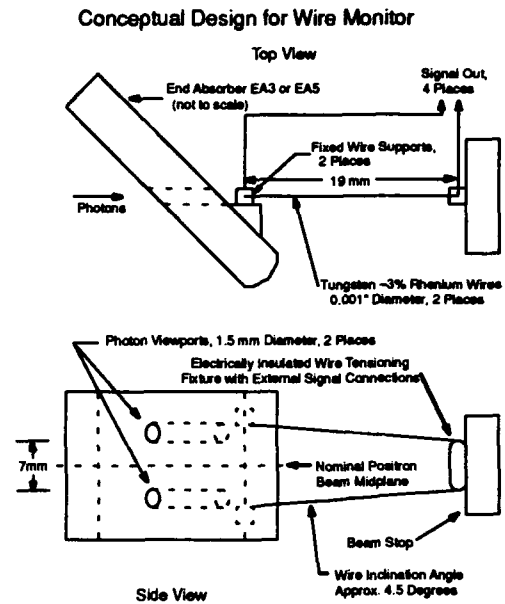 Conceptual Design for Wire Monitor
Top View
End Absorber EA3 or EA5
(not to scale)
Signal Out,
4 Places
Fixed Wire Supports,
2 Places
19 mm
Photons
Tungsten -3% Rhenium Wires
0.001" Diameter, 2 Places
Photon Viewports, 1.5 mm Diameter, 2 Places
Electrically Insulated Wire Tensioning
Fixture with External Signal Connections
7mm
Nominal Positron
Beam Midplane
Beam Stop
Wire Inclination Angle
Approx. 4.5 Degrees
Side View